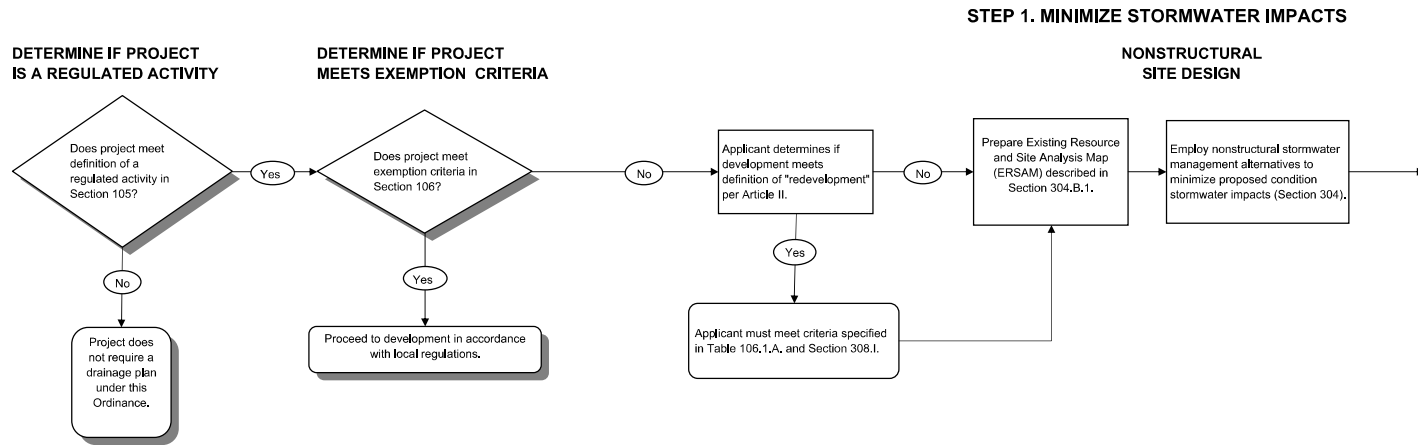 STEP 1. MINIMIZE STORMWATER IMPACTS
DETERMINE IF PROJECT
IS A REGULATED ACTIVITY
DETERMINE IF PROJECT
MEETS EXEMPTION CRITERIA
NONSTRUCTURAL
SITE DESIGN
Does project meet
definition of a
regulated activity in
Section 105?
Yes
Does project meet
exemption criteria in
Section 106?
No
Applicant determines if
development meets
definition of "redevelopment"
per Article II.
No
Prepare Existing Resource
and Site Analysis Map
(ERSAM) described in
Section 304.B.1.
Employ nonstructural stormwater
management alternatives to
minimize proposed condition
stormwater impacts (Section 304).
No
Yes
Yes
Project does
not require a
drainage plan
under this
Ordinance.
Proceed to development in accordance
with local regulations.
Applicant must meet criteria specified
in Table 106.1.A. and Section 308.I.